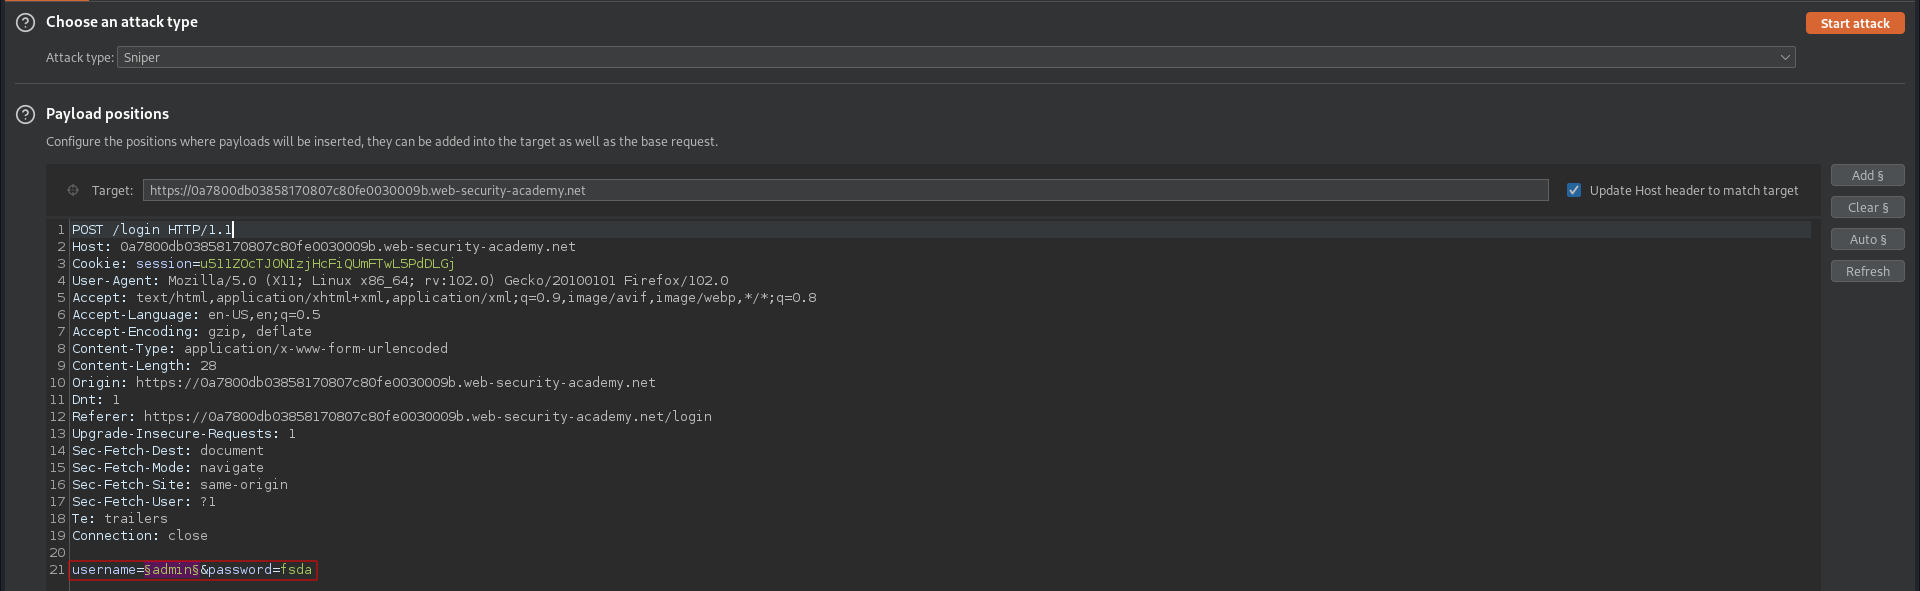 Choose an attack type
Start attack
Attack type: Sniper
Payload positions
Configure the positions where payloads will be inserted, they can be added into the target as well as the base request.
Target: https://0a7800db03858170807c80fe0030009b.web-security-academy.net
Update Host header to match target
Add §
Clear §
Auto §
Refresh
1 POST /login HTTP/1.1
2 Host: 0a7800db03858170807c80fe0030009b.web-security-academy.net
3 Cookie: session=u511ZOcTJONIzjHcFiQUmFTwL5PdDLGj
4 User-Agent: Mozilla/5.0 (X11; Linux x86_64; rv:102.0) Gecko/20100101 Firefox/102.0
5 Accept: text/html,application/xhtml+xml,application/xml;q=0.9,image/avif,image/webp,*/*;q=0.8
6 Accept-Language: en-US,en;q=0.5
7 Accept-Encoding: gzip, deflate
8 Content-Type: application/x-www-form-urlencoded
9 Content-Length: 28
10 Origin: https://0a7800db03858170807c80fe0030009b.web-security-academy.net
11 Dnt: 1
12 Referer: https://0a7800db03858170807c80fe0030009b.web-security-academy.net/login
13 Upgrade-Insecure-Requests: 1
14 Sec-Fetch-Dest: document
15 Sec-Fetch-Mode: navigate
16 Sec-Fetch-Site: same-origin
17 Sec-Fetch-User: ?1
18 Te: trailers
19 Connection: close
20
21 username=§admin§&password=fsda